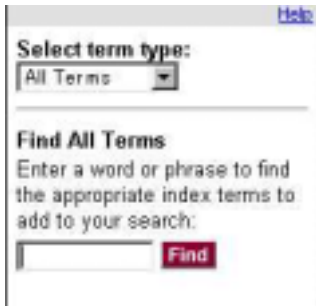 Help
Select term type:
All Terms
Find All Terms
Enter a word or phrase to find
the appropriate index terms to
add to your search:
Find